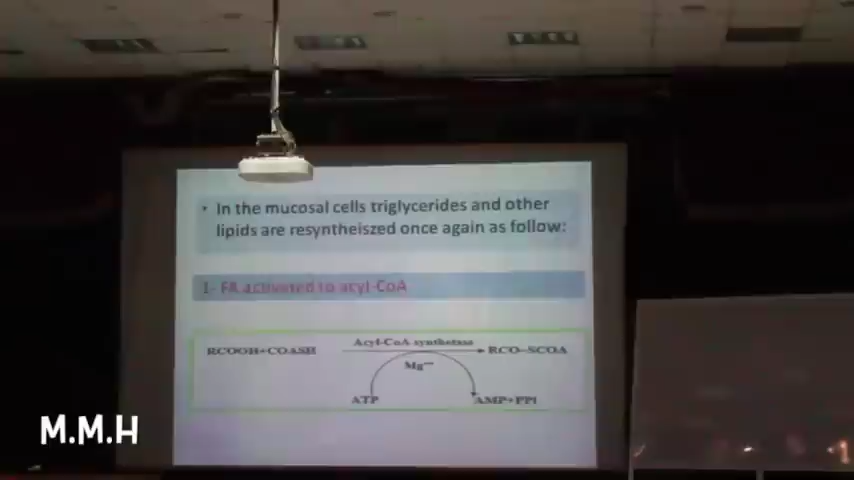 • In the mucosal cells triglycerides and other
lipids are resyntheiszed once again as follow:
1- FA activated to acyl-CoA
RCOOH+COASH
Acyl-CoA synthetase
RCO~SCOA
Mg++
ATP
AMP+PPi
M.M.H